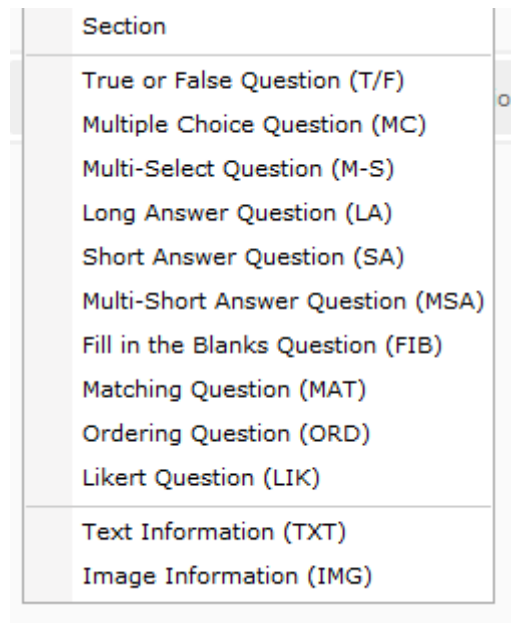 Section
True or False Question (T/F)
Multiple Choice Question (MC)
Multi-Select Question (M-S)
Long Answer Question (LA)
Short Answer Question (SA)
Multi-Short Answer Question (MSA)
Fill in the Blanks Question (FIB)
Matching Question (MAT)
Ordering Question (ORD)
Likert Question (LIK)
Text Information (TXT)
Image Information (IMG)